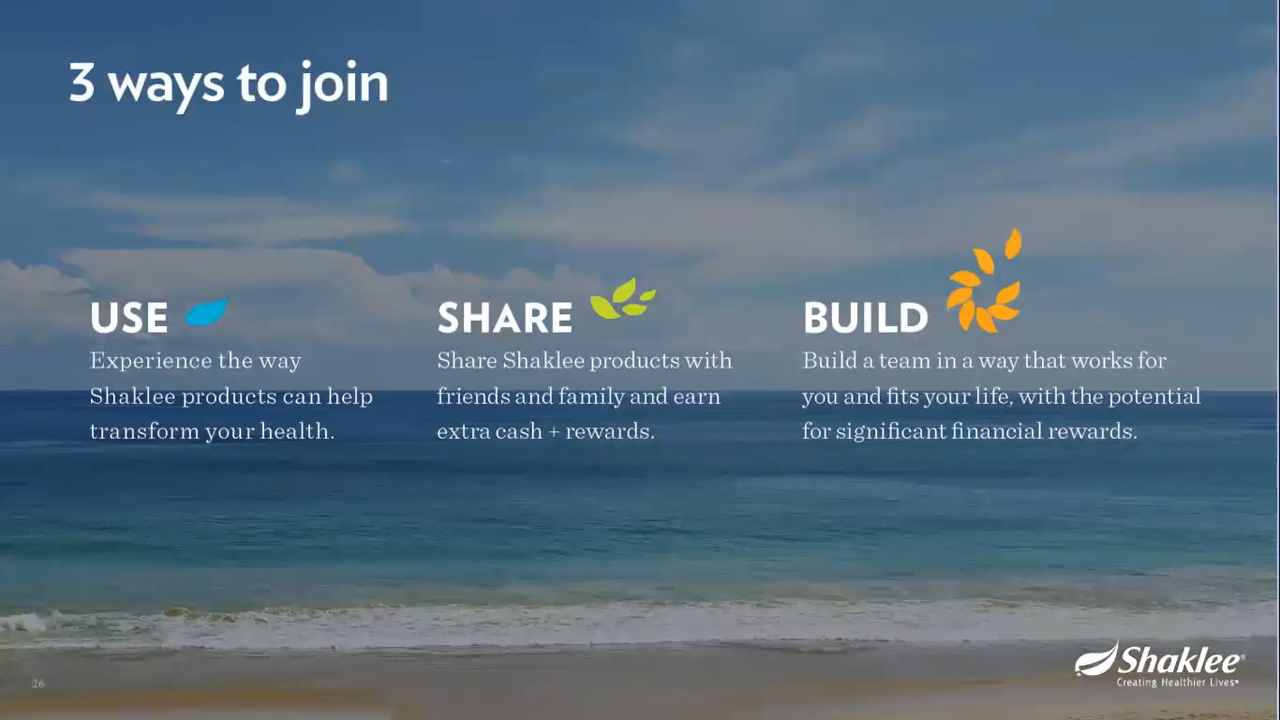 3 ways to join
USE
Experience the way
Shaklee products can help
transform your health.
SHARE
Share Shaklee products with
friends and family and earn
extra cash + rewards.
BUILD
Build a team in a way that works for
you and fits your life, with the potential
for significant financial rewards.
26
Shaklee®
Creating Healthier Lives®